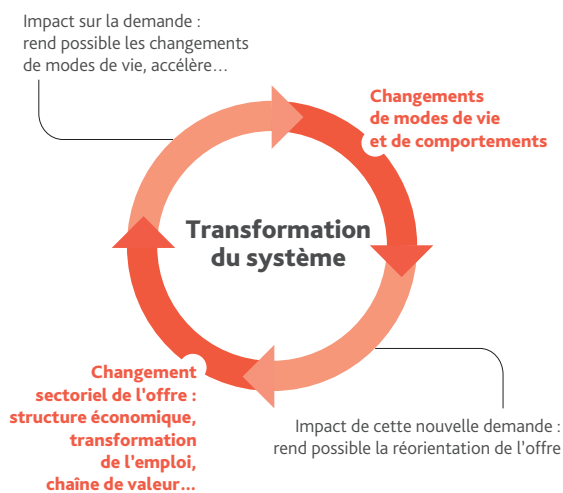 Impact sur la demande :
rend possible les changements
de modes de vie, accélère…
Changements
de modes de vie
et de comportements
Transformation
du système
Changement
sectoriel de l'offre :
structure économique,
transformation
de l'emploi,
chaîne de valeur…
Impact de cette nouvelle demande :
rend possible la réorientation de l’offre